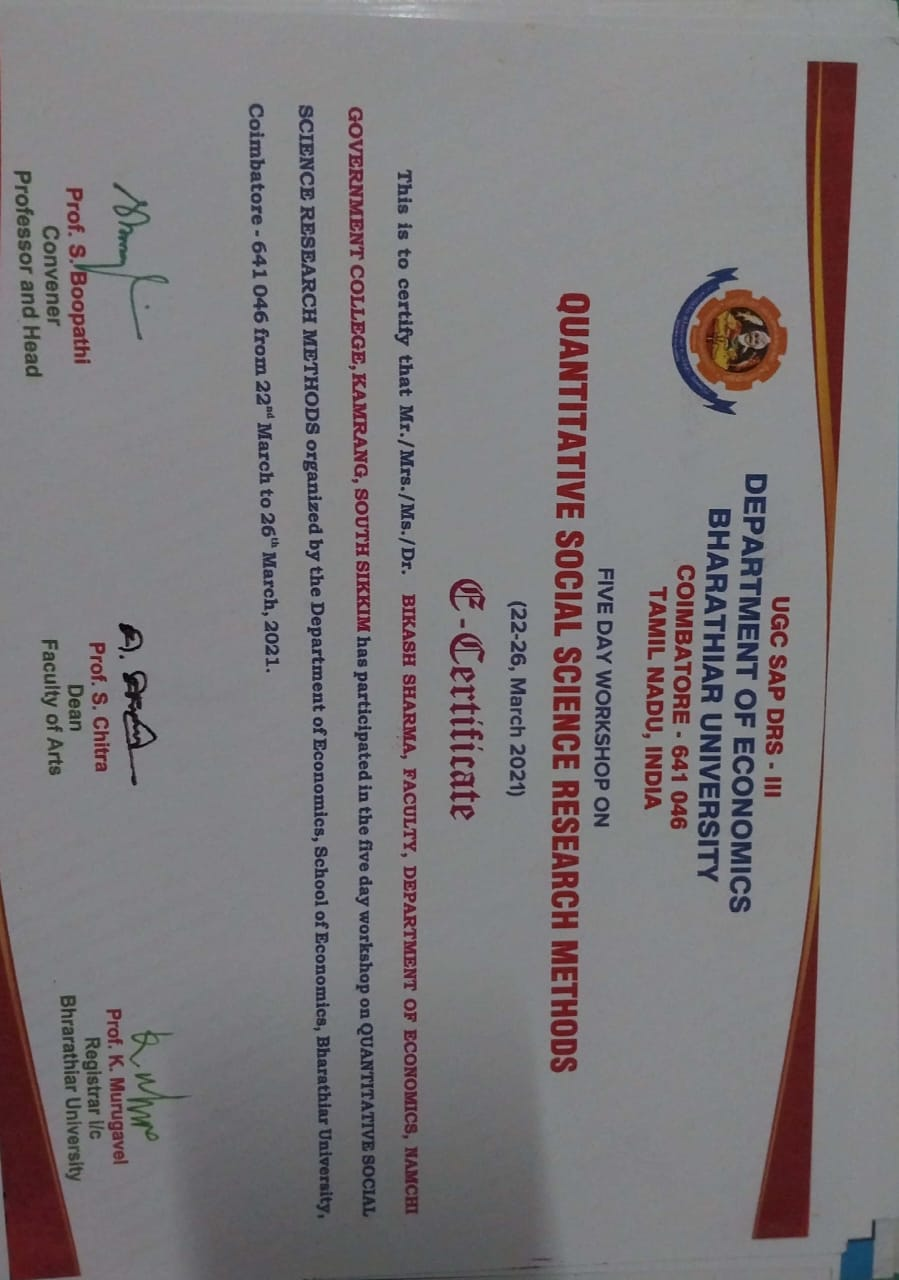 UGC SAP DRS - III
DEPARTMENT OF ECONOMICS
BHARATHIAR UNIVERSITY
COIMBATORE - 641 046
TAMIL NADU, INDIA
FIVE DAY WORKSHOP ON
QUANTITATIVE SOCIAL SCIENCE RESEARCH METHODS
(22-26, March 2021)
E-Certificate
This is to certify that Mr./Mrs./Ms./Dr. BIKASH SHARMA, FACULTY, DEPARTMENT OF ECONOMICS, NAMCHI
GOVERNMENT COLLEGE, KAMRANG, SOUTH SIKKIM has participated in the five day workshop on QUANTITATIVE SOCIAL
SCIENCE RESEARCH METHODS organized by the Department of Economics, School of Economics, Bharathiar University,
Coimbatore - 641 046 from 22nd March to 26th March, 2021.
Prof. S. Boopathi
Convener
Professor and Head
Prof. S. Chitra
Dean
Faculty of Arts
Prof. K. Murugavel
Registrar i/c
Bhrarathiar University